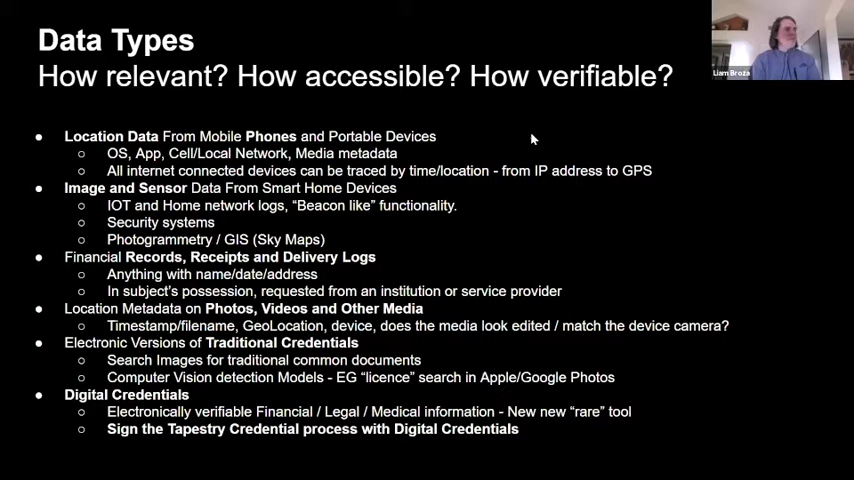 Data Types
How relevant? How accessible? How verifiable?
Liam Broza
● Location Data From Mobile Phones and Portable Devices
○ OS, App, Cell/Local Network, Media metadata
○ All internet connected devices can be traced by time/location - from IP address to GPS
● Image and Sensor Data From Smart Home Devices
○ IOT and Home network logs, “Beacon like” functionality.
○ Security systems
○ Photogrammetry / GIS (Sky Maps)
● Financial Records, Receipts and Delivery Logs
○ Anything with name/date/address
○ In subject’s possession, requested from an institution or service provider
● Location Metadata on Photos, Videos and Other Media
○ Timestamp/filename, GeoLocation, device, does the media look edited / match the device camera?
● Electronic Versions of Traditional Credentials
○ Search Images for traditional common documents
○ Computer Vision detection Models - EG “licence” search in Apple/Google Photos
● Digital Credentials
○ Electronically verifiable Financial / Legal / Medical information - New new “rare” tool
○ Sign the Tapestry Credential process with Digital Credentials